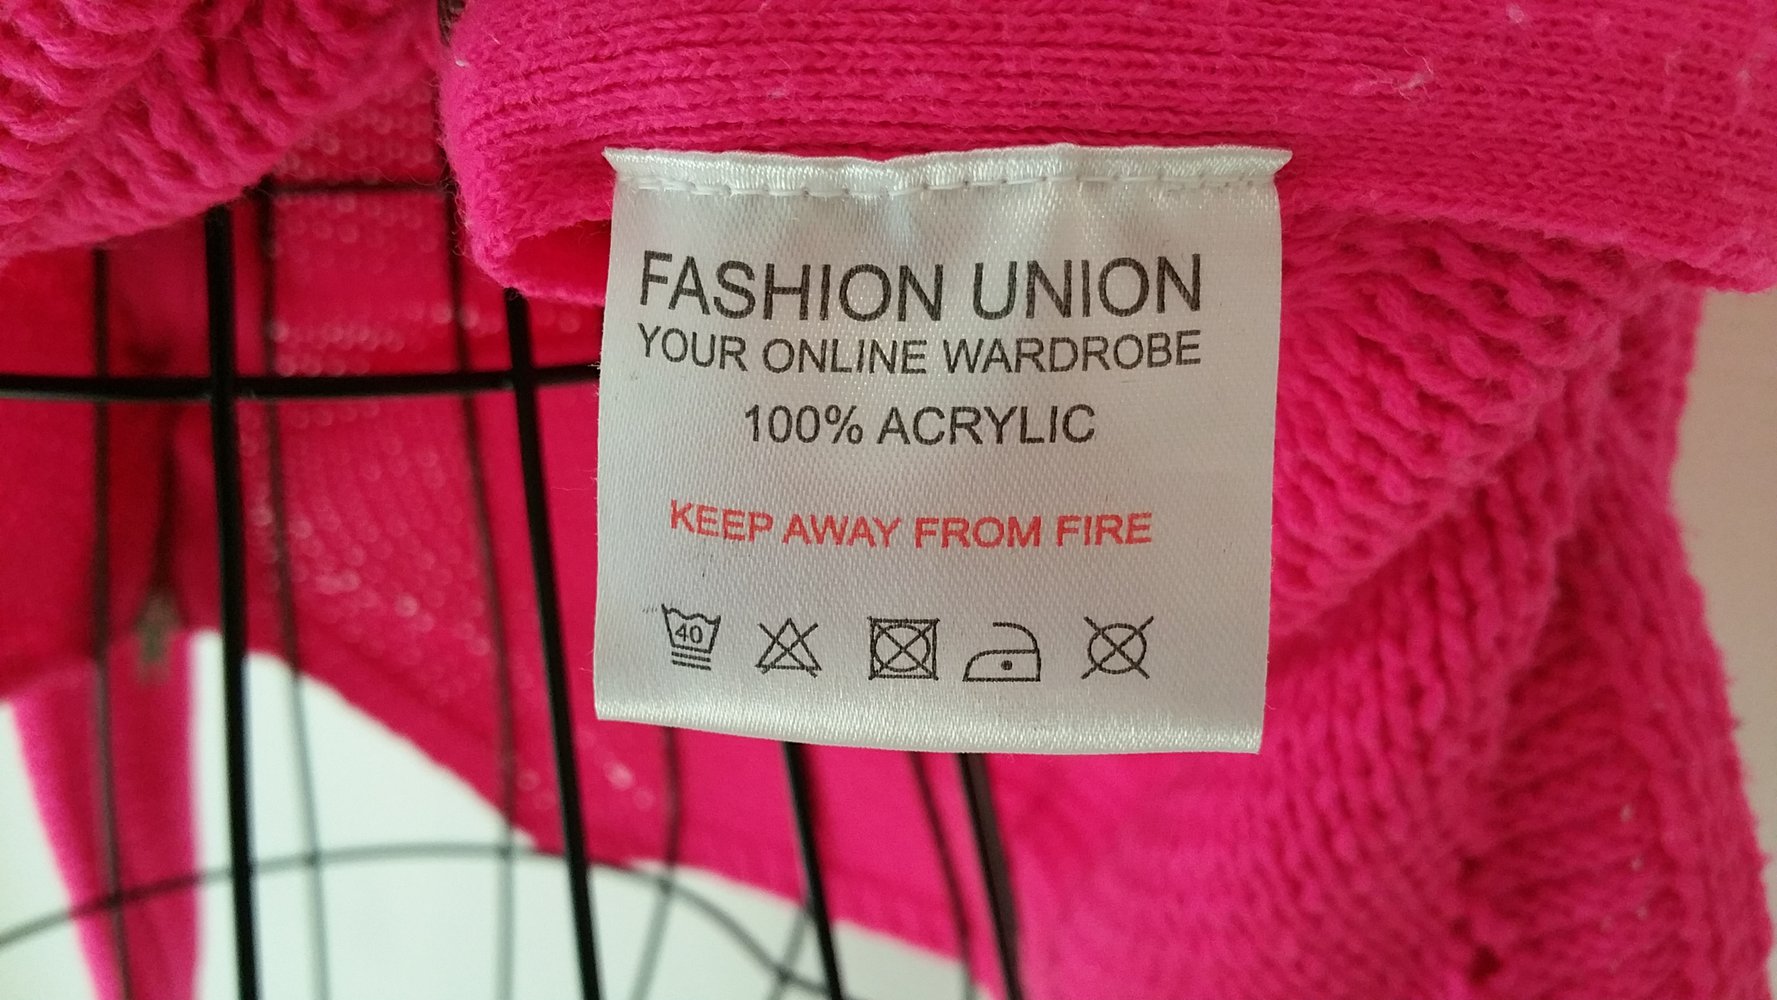 FASHION UNION
YOUR ONLINE WARDROBE
100% ACRYLIC
KEEP AWAY FROM FIRE
40